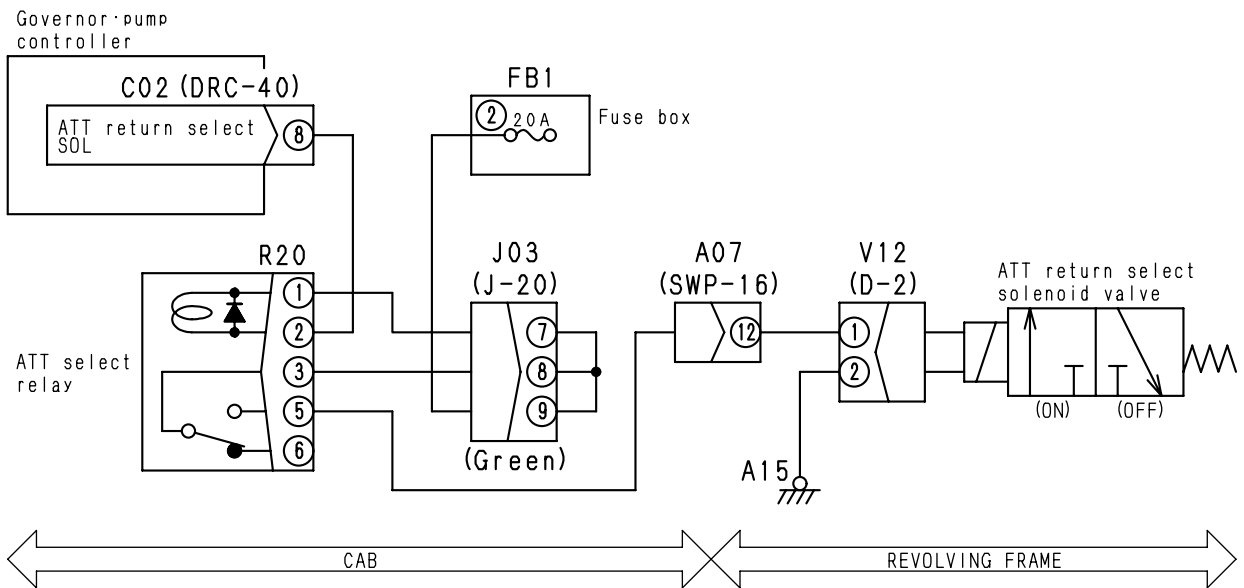 Governor·pump
controller
C02 (DRC-40)
ATT return select
SOL
8
FB1
2
20A
Fuse box
R20
1
2
3
5
6
ATT select
relay
J03
(J-20)
7
8
9
(Green)
A07
(SWP-16)
12
V12
(D-2)
1
2
A15
ATT return select
solenoid valve
(ON)
(OFF)
CAB
REVOLVING FRAME